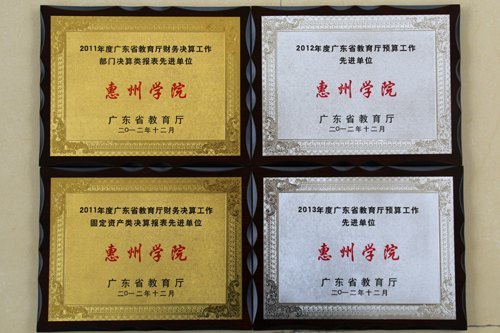 2011年度广东省教育厅财务决算工作
部门决算类报表先进单位
惠州学院
广东省教育厅
二〇一二年十二月
2012年度广东省教育厅预算工作
先进单位
惠州学院
广东省教育厅
二〇一二年十二月
2011年度广东省教育厅财务决算工作
固定资产类决算报表先进单位
惠州学院
广东省教育厅
二〇一二年十二月
2013年度广东省教育厅预算工作
先进单位
惠州学院
广东省教育厅
二〇一二年十二月